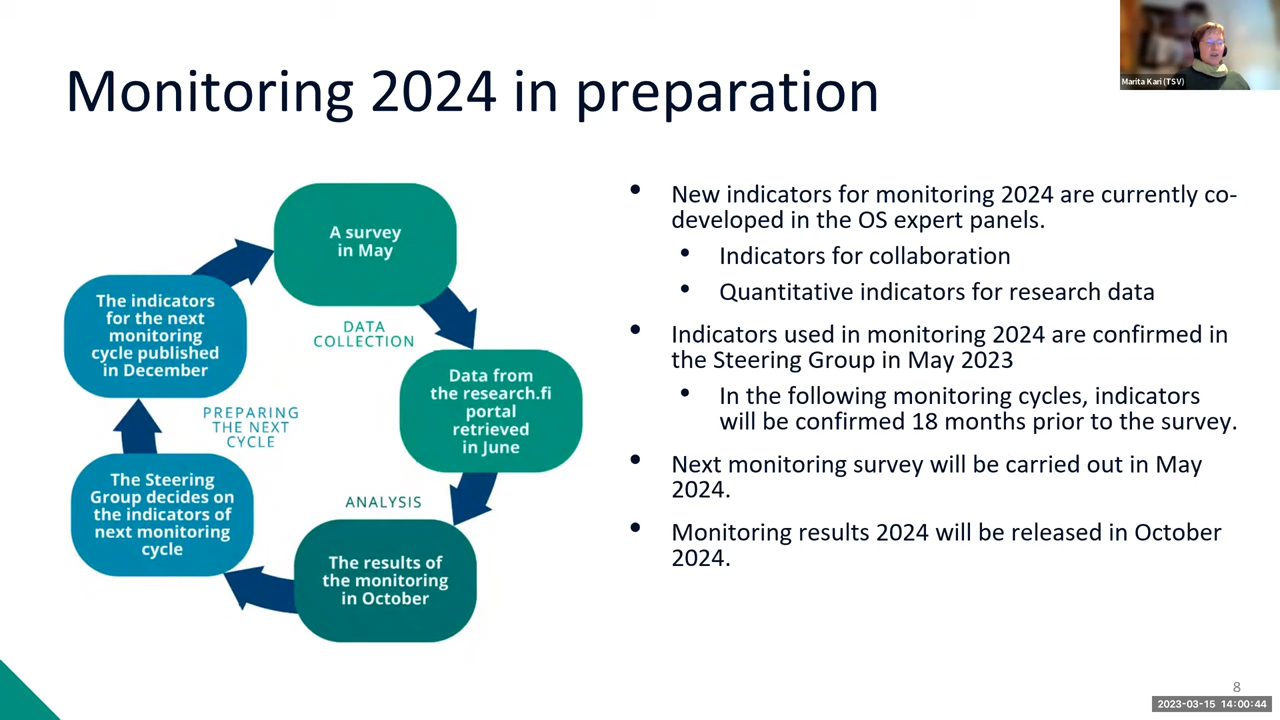 Monitoring 2024 in preparation
Marita Kari (TSV)
A survey
in May
DATA
COLLECTION
Data from
the research.fi
portal
retrieved
in June
ANALYSIS
The results of
the monitoring
in October
The Steering
Group decides on
the indicators of
next monitoring
cycle
PREPARING
THE NEXT
CYCLE
The indicators
for the next
monitoring
cycle published
in December
• New indicators for monitoring 2024 are currently co-
developed in the OS expert panels.
• Indicators for collaboration
• Quantitative indicators for research data
• Indicators used in monitoring 2024 are confirmed in
the Steering Group in May 2023
• In the following monitoring cycles, indicators
will be confirmed 18 months prior to the survey.
• Next monitoring survey will be carried out in May
2024.
• Monitoring results 2024 will be released in October
2024.
8
2023-03-15 14:00:44